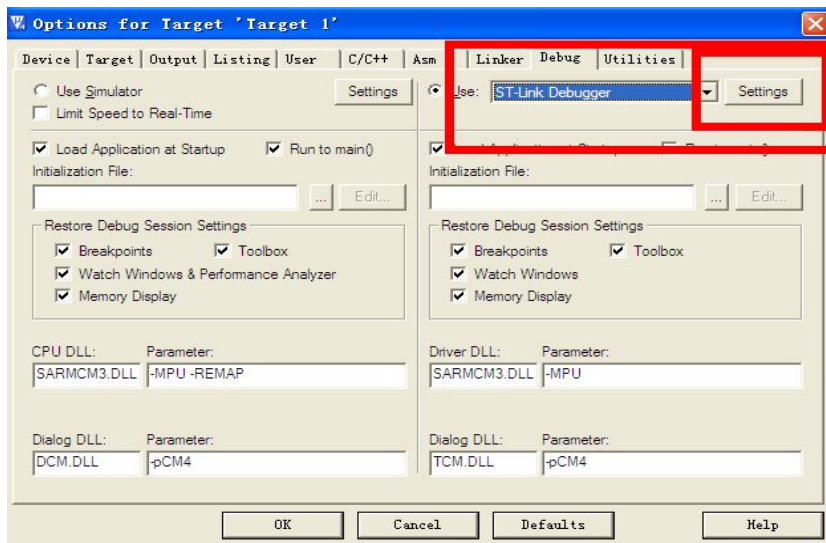 Options for Target 'Target 1'
Device Target Output Listing User C/C++ Asm Linker Debug Utilities
Use Simulator Settings Use: ST-Link Debugger Settings
Limit Speed to Real-Time
Load Application at Startup Run to main()
Initialization File: Initialization File:
... Edit... ... Edit...
Restore Debug Session Settings Restore Debug Session Settings
Breakpoints Toolbox Breakpoints Toolbox
Watch Windows & Performance Analyzer Watch Windows
Memory Display Memory Display
CPU DLL: Parameter: Driver DLL: Parameter:
SARMCM3.DLL -MPU -REMAP SARMCM3.DLL -MPU
Dialog DLL: Parameter: Dialog DLL: Parameter:
DCM.DLL -pCM4 TCM.DLL -pCM4
OK Cancel Defaults Help